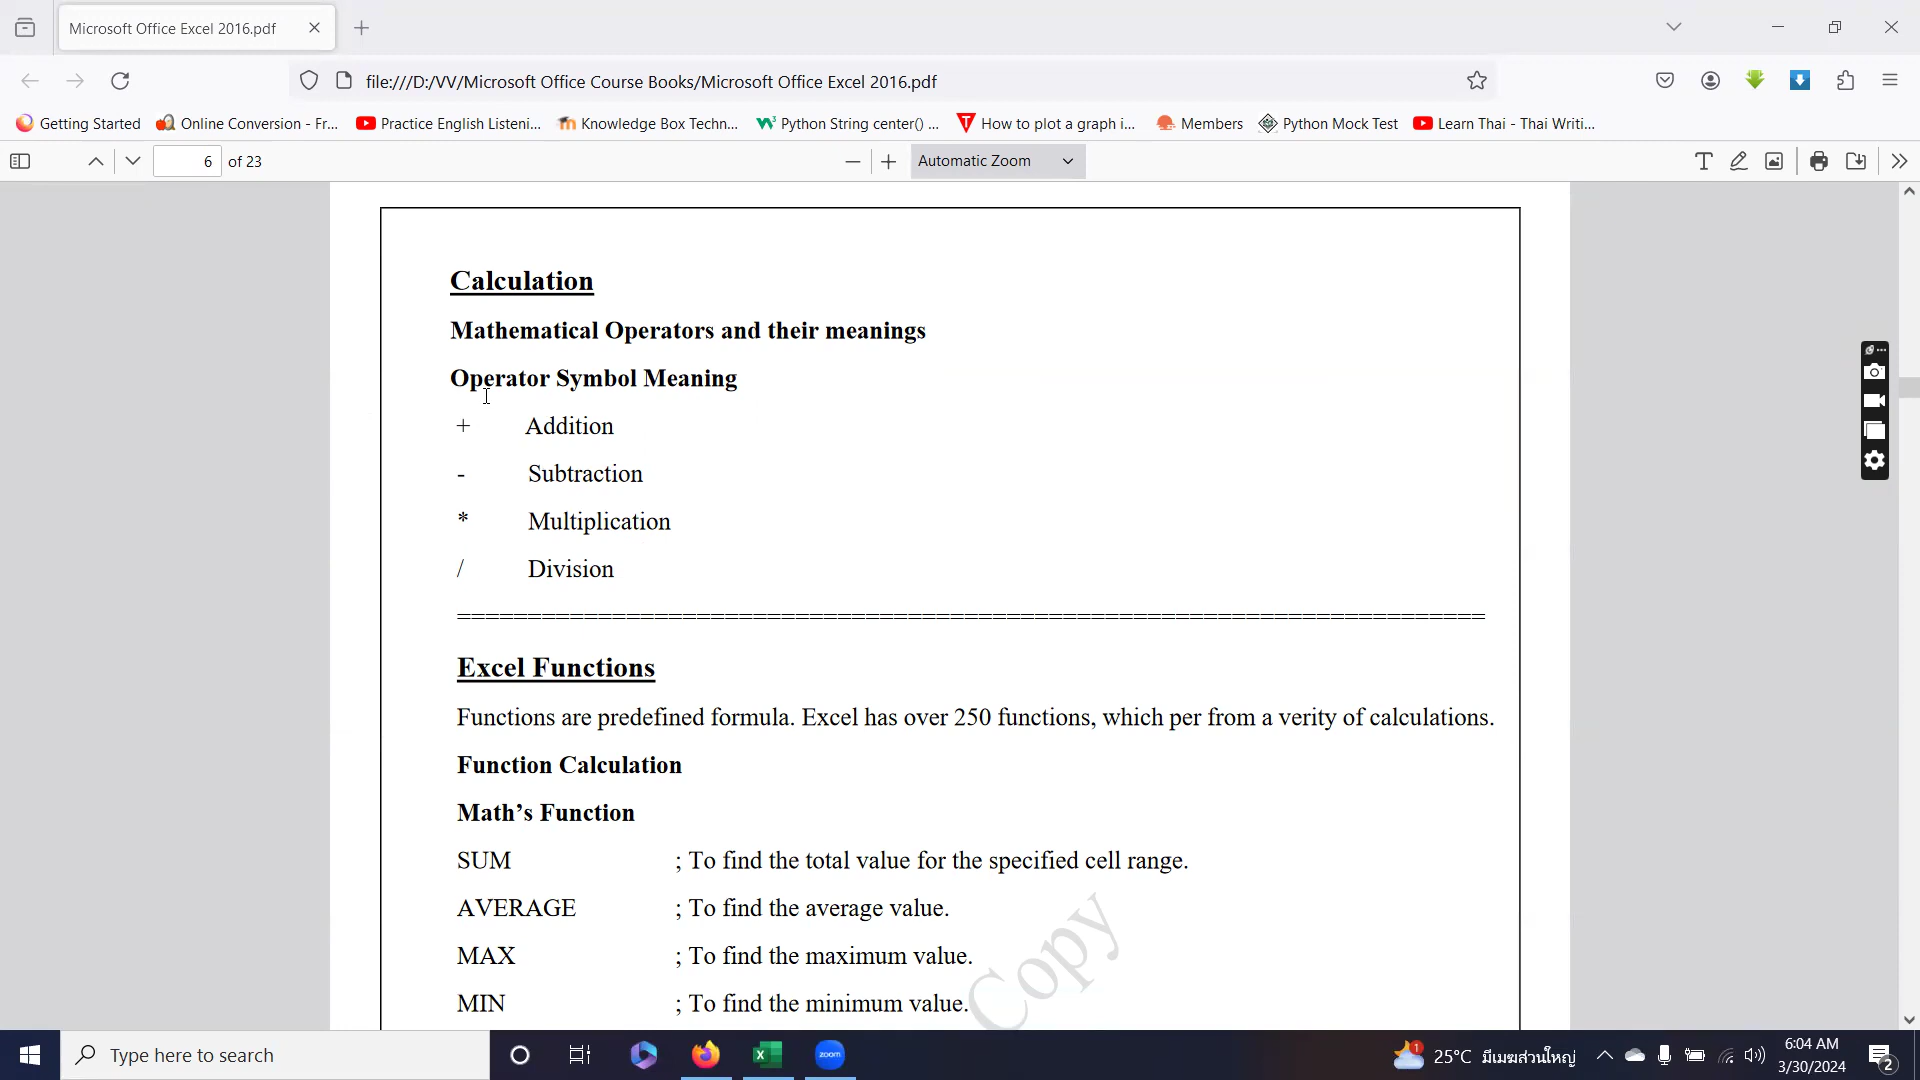 Microsoft Office Excel 2016.pdf
file:///D:/VV/Microsoft Office Course Books/Microsoft Office Excel 2016.pdf
Getting Started
Online Conversion - Fr...
Practice English Listeni...
Knowledge Box Techn...
Python String center() ...
How to plot a graph i...
Members
Python Mock Test
Learn Thai - Thai Writi...
6 of 23
Automatic Zoom
Calculation
Mathematical Operators and their meanings
Operator Symbol Meaning
+ Addition
- Subtraction
* Multiplication
/ Division
==========================================================================
Excel Functions
Functions are predefined formula. Excel has over 250 functions, which per from a verity of calculations.
Function Calculation
Math’s Function
SUM ; To find the total value for the specified cell range.
AVERAGE ; To find the average value.
MAX ; To find the maximum value.
MIN ; To find the minimum value.
Copy
Type here to search
zoom
1
25°C มีเมฆส่วนใหญ่
6:04 AM
3/30/2024
2